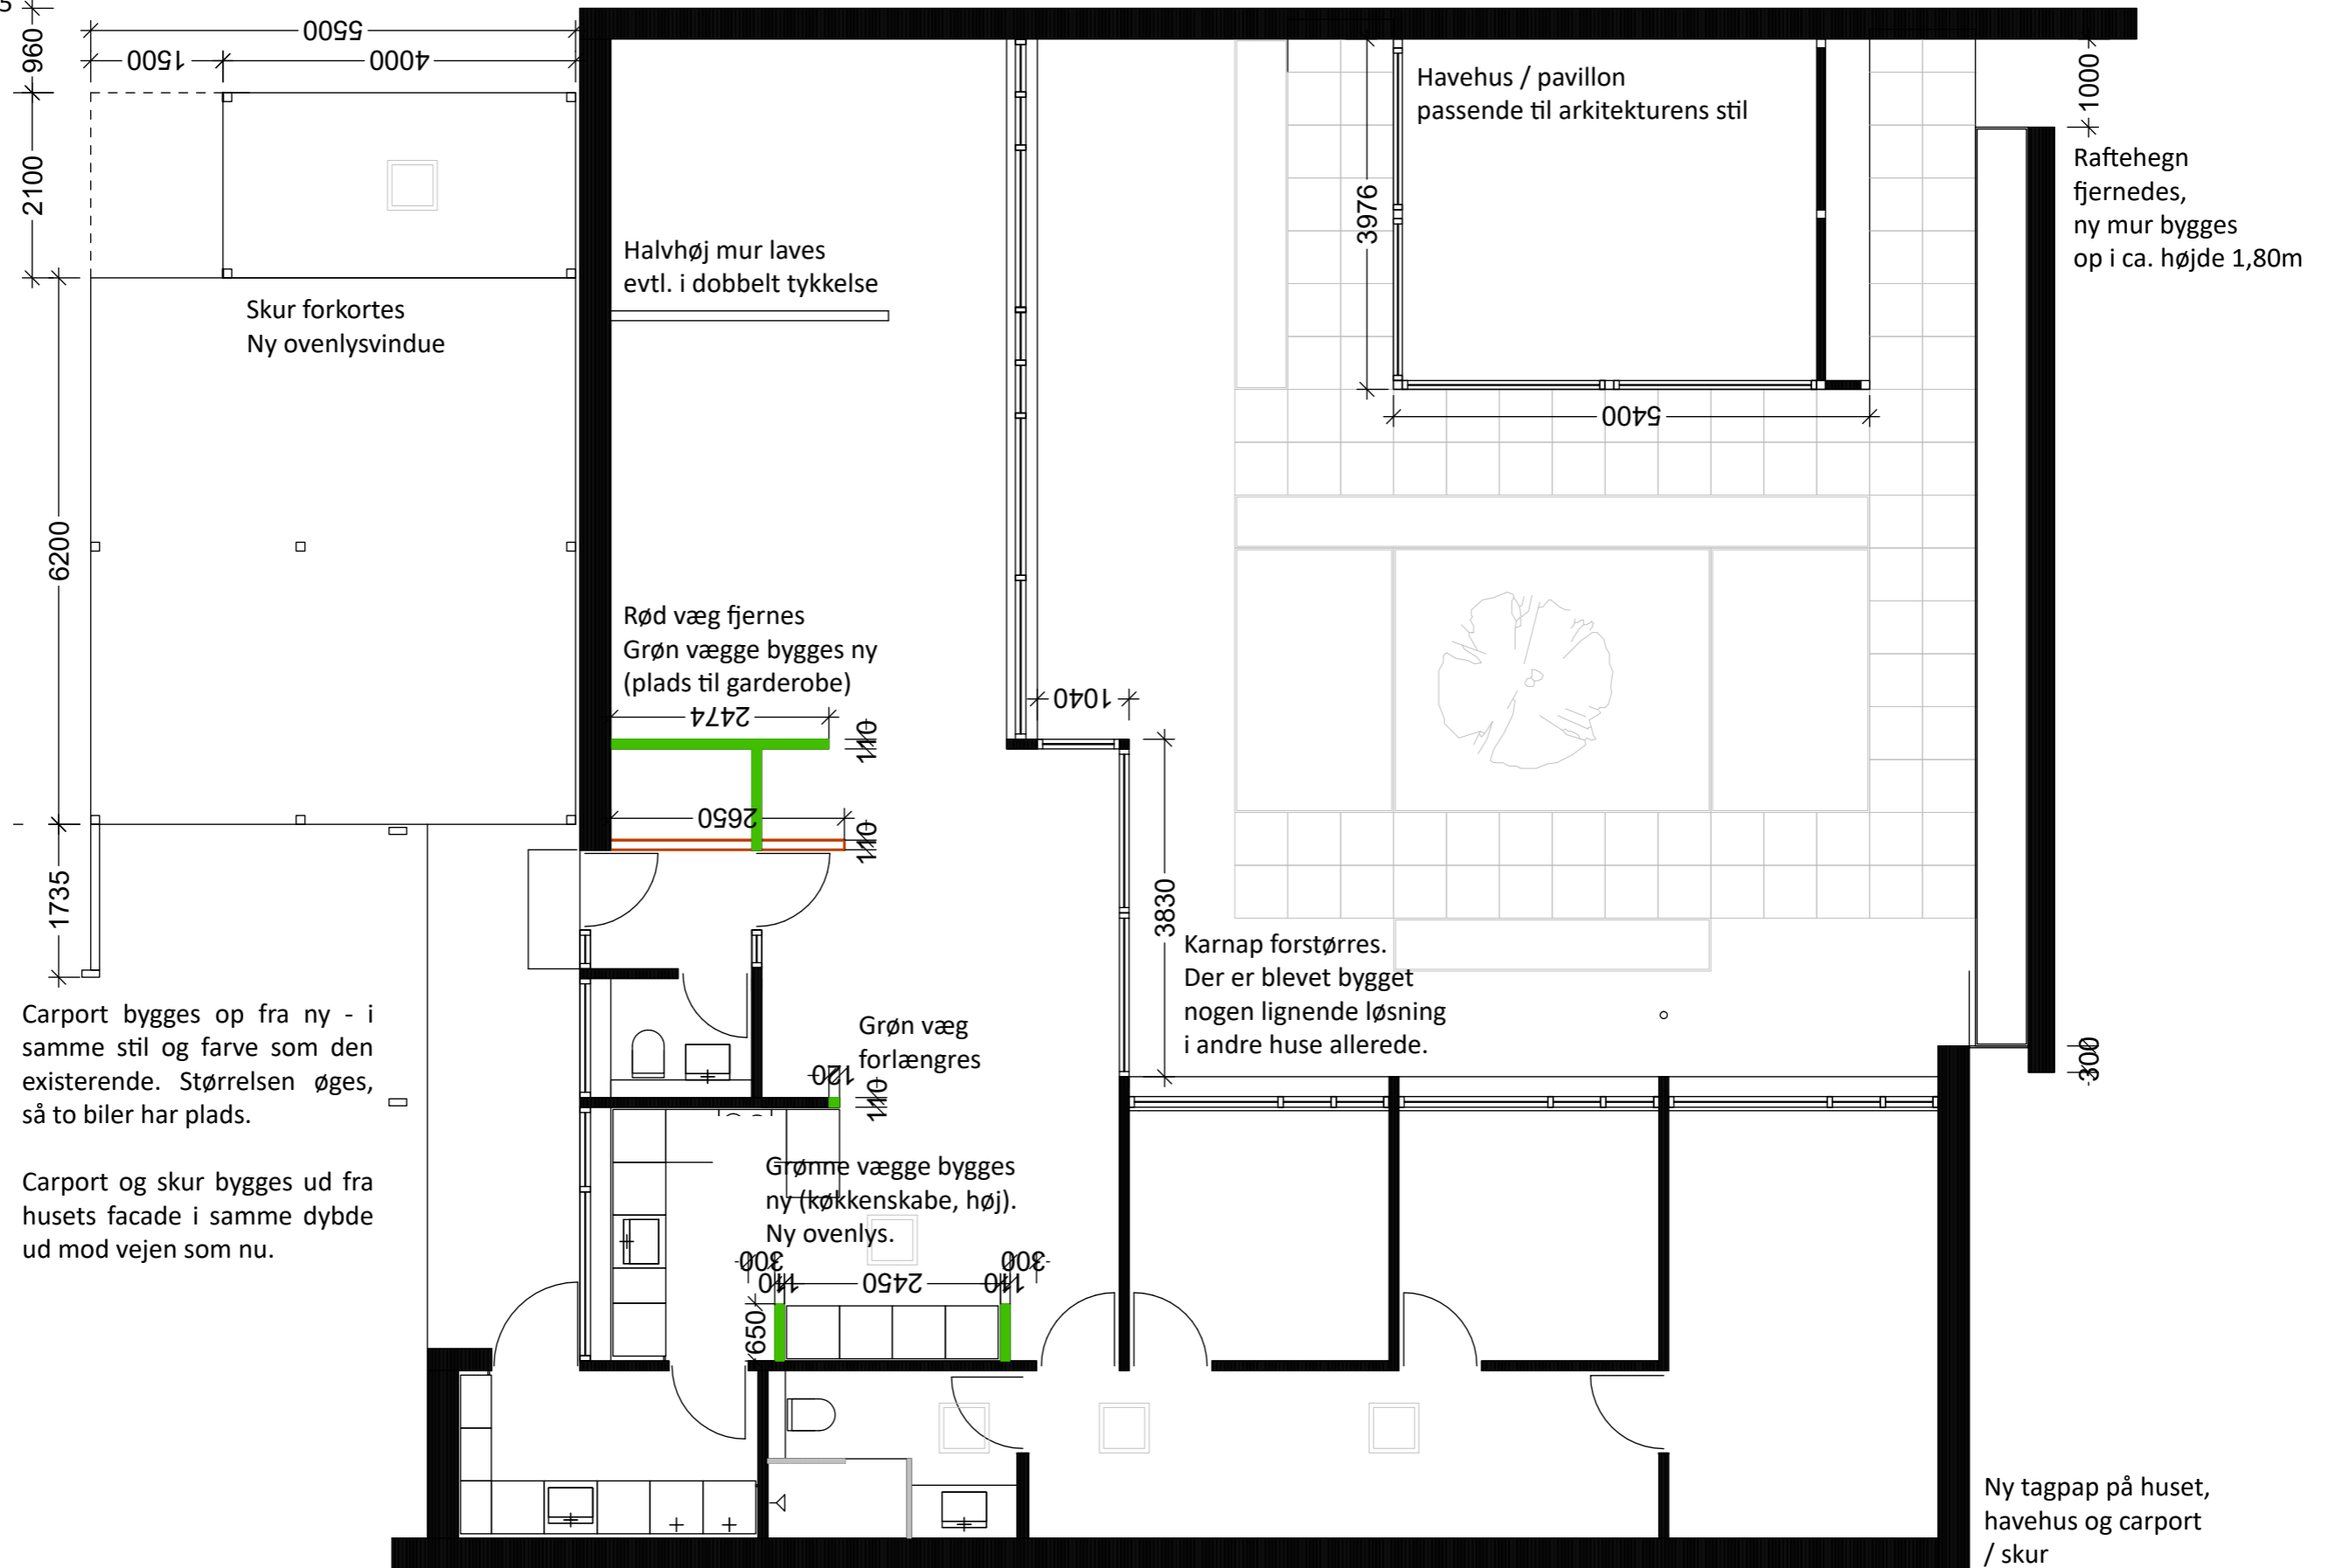 5
960
5500
1500
4000
2100
6200
1735
Skur forkortes
Ny ovenlysvindue
Halvhøj mur laves
evtl. i dobbelt tykkelse
Havehus / pavillon
passende til arkitekturens stil
3976
5400
1000
Raftehegn
fjernedes,
ny mur bygges
op i ca. højde 1,80m
Rød væg fjernes
Grøn vægge bygges ny
(plads til garderobe)
2474
110
2650
110
1040
3830
Karnap forstørres.
Der er blevet bygget
nogen lignende løsning
i andre huse allerede.
300
Carport bygges op fra ny - i
samme stil og farve som den
existerende. Størrelsen øges,
så to biler har plads.
Carport og skur bygges ud fra
husets facade i samme dybde
ud mod vejen som nu.
Grøn væg
forlængres
120
110
Grønne vægge bygges
ny (køkkenskabe, høj).
Ny ovenlys.
300
110
2450
110
300
650
Ny tagpap på huset,
havehus og carport
/ skur